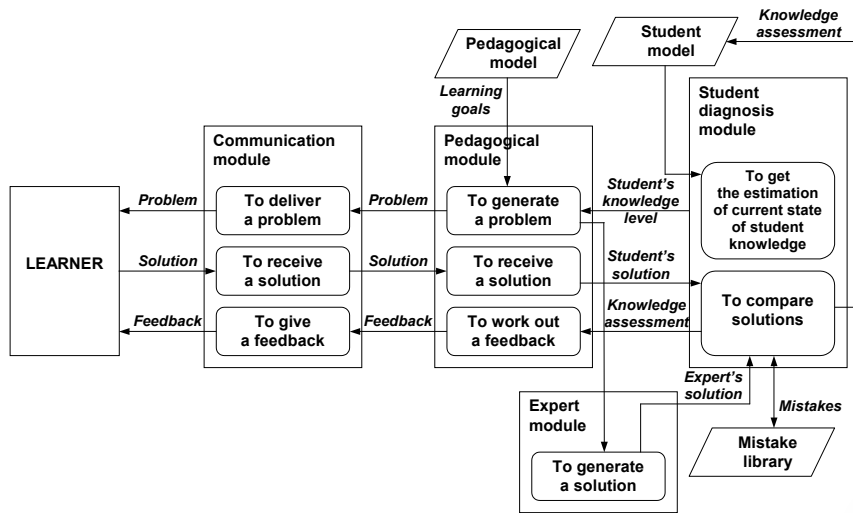 Knowledge
assessment
Pedagogical
model
Student
model
Learning
goals
Student
diagnosis
module
Communication
module
Pedagogical
module
Problem
To deliver
a problem
Problem
To generate
a problem
Student's
knowledge
level
To get
the estimation
of current state
of student
knowledge
LEARNER
Solution
To receive
a solution
Solution
To receive
a solution
Student's
solution
To compare
solutions
Feedback
To give
a feedback
Feedback
To work out
a feedback
Knowledge
assessment
Expert's
solution
Mistakes
Expert
module
To generate
a solution
Mistake
library